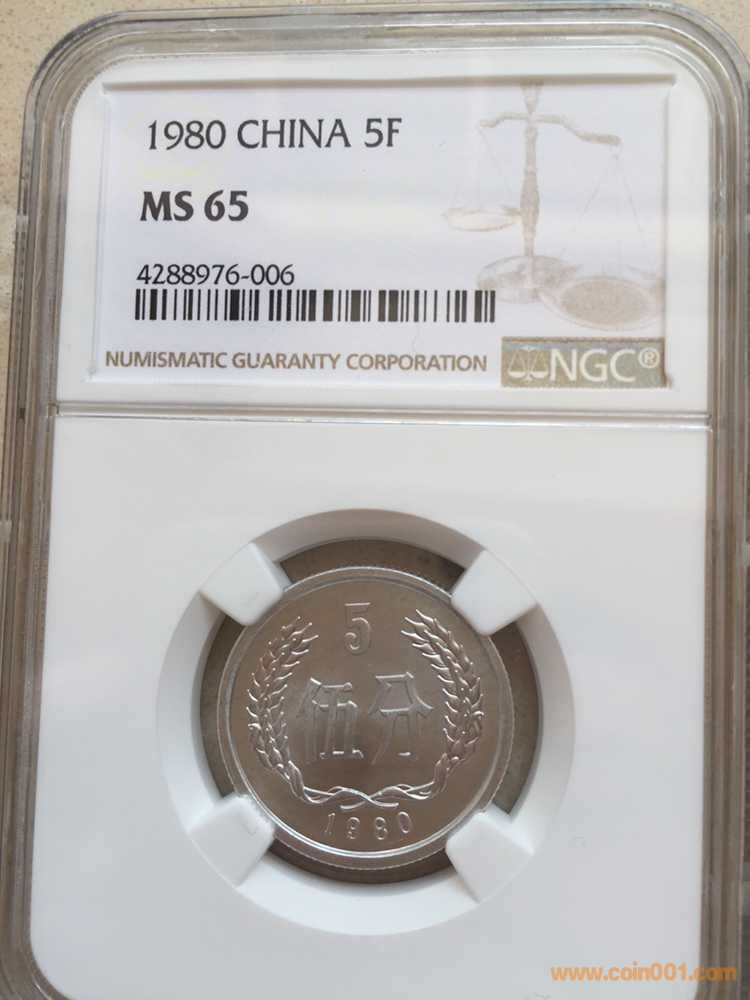 1980 CHINA 5F
MS 65
4288976-006
NUMISMATIC GUARANTY CORPORATION
NGC®
5
伍分
1980
www.coin001.com